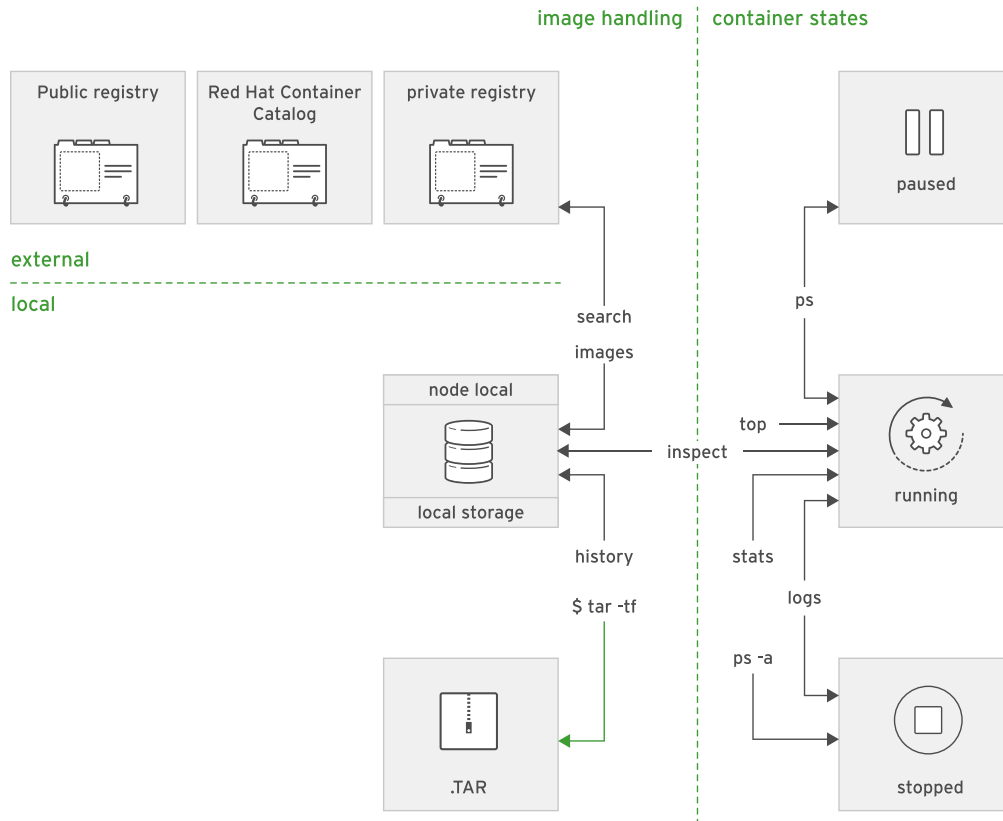 image handling
container states
Public registry
Red Hat Container
Catalog
private registry
paused
external
local
search
images
ps
node local
local storage
top
inspect
running
history
stats
$ tar -tf
logs
ps -a
.TAR
stopped